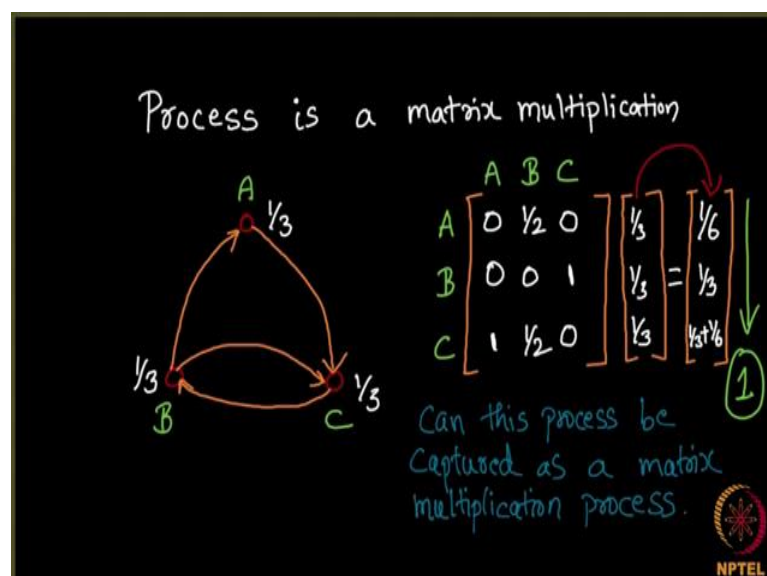 Process is a matrix multiplication
A
1/3
1/3
B
C
1/3
A B C
A 0 1/2 0 1/3 1/6
B 0 0 1 1/3 = 1/3
C 1 1/2 0 1/3 1/3+1/6
1
Can this process be
Captured as a matrix
multiplication process.
NPTEL